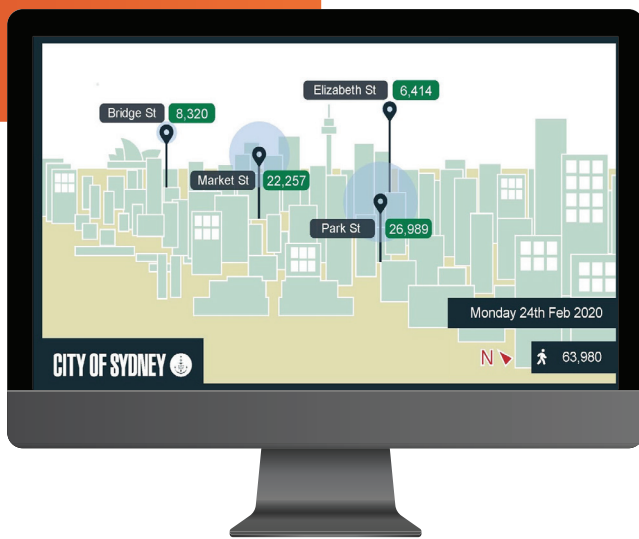 Elizabeth St 6,414
Bridge St 8,320
Market St 22,257
Park St 26,989
Monday 24th Feb 2020
N 63,980
CITY OF SYDNEY